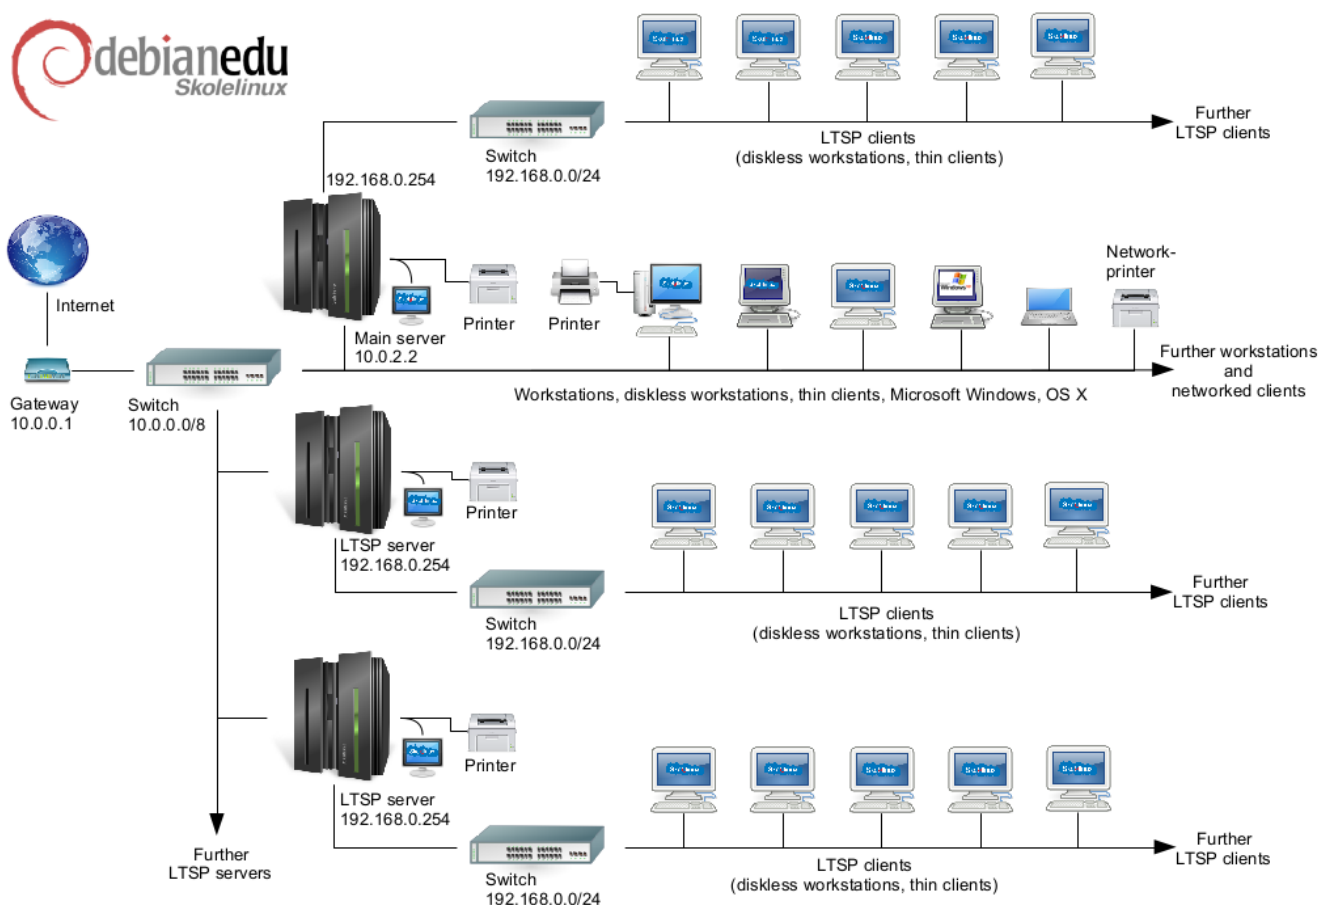 debianedu
Skolelinux
Further
LTSP clients
LTSP clients
(diskless workstations, thin clients)
Switch
192.168.0.0/24
192.168.0.254
Internet
Network-
printer
Printer
Printer
Main server
10.0.2.2
Windows
Further workstations
and
networked clients
Workstations, diskless workstations, thin clients, Microsoft Windows, OS X
Gateway
10.0.0.1
Switch
10.0.0.0/8
Printer
LTSP server
192.168.0.254
Further
LTSP clients
LTSP clients
(diskless workstations, thin clients)
Switch
192.168.0.0/24
Printer
LTSP server
192.168.0.254
Further
LTSP servers
Further
LTSP clients
LTSP clients
(diskless workstations, thin clients)
Switch
192.168.0.0/24